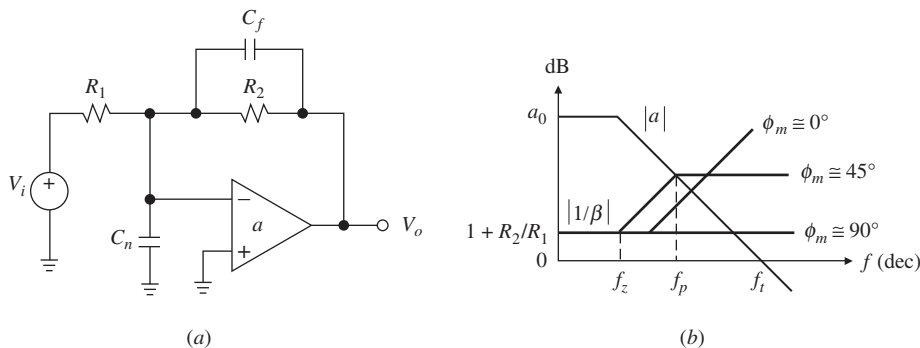 C_f
R_1
R_2
V_i
+
−
a
+
V_o
C_n
(a)
dB
a_0
|a|
ϕ_m ≅ 0°
ϕ_m ≅ 45°
|1/β|
1 + R_2/R_1
ϕ_m ≅ 90°
0
f (dec)
f_z
f_p
f_t
(b)